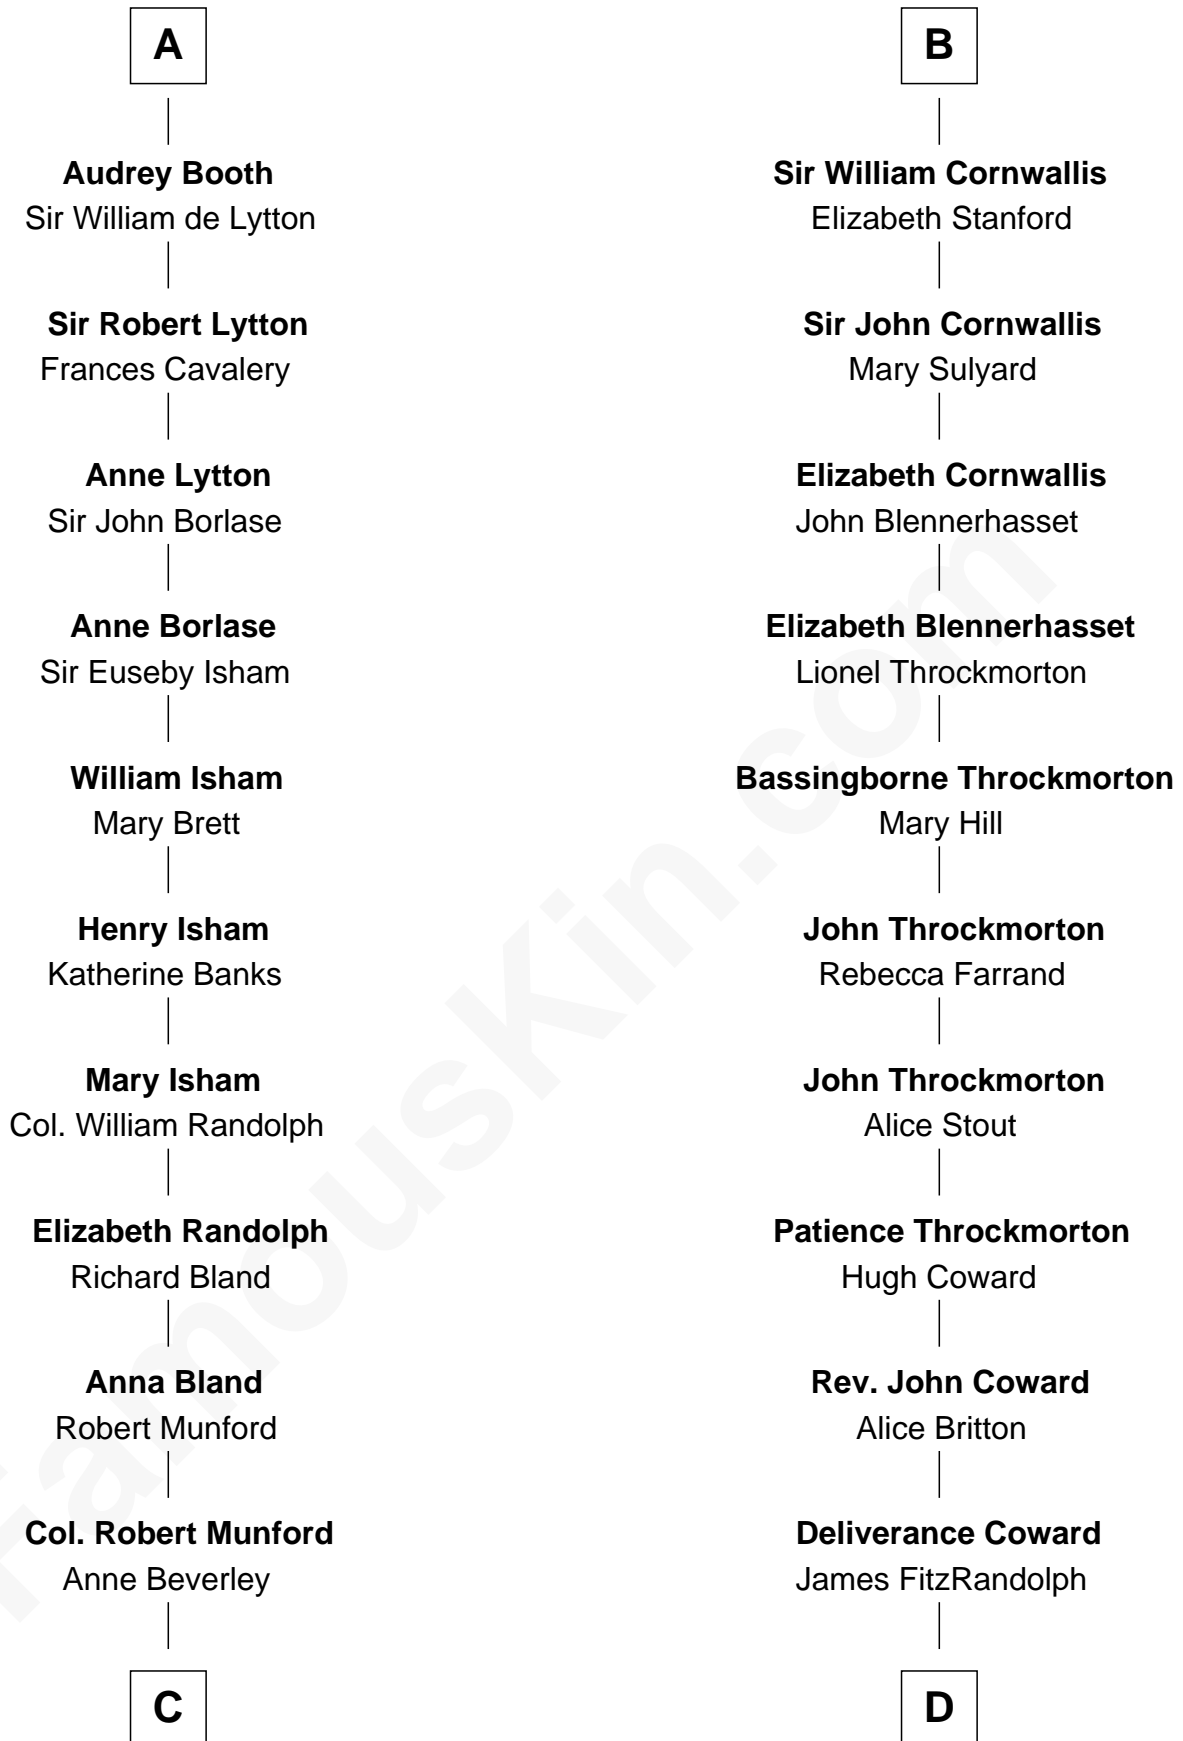 A
Audrey Booth
Sir William de Lytton
Sir Robert Lytton
Frances Cavalery
Anne Lytton
Sir John Borlase
Anne Borlase
Sir Euseby Isham
William Isham
Mary Brett
Henry Isham
Katherine Banks
Mary Isham
Col. William Randolph
Elizabeth Randolph
Richard Bland
Anna Bland
Robert Munford
Col. Robert Munford
Anne Beverley
C
B
Sir William Cornwallis
Elizabeth Stanford
Sir John Cornwallis
Mary Sulyard
Elizabeth Cornwallis
John Blennerhasset
Elizabeth Blennerhasset
Lionel Throckmorton
Bassingborne Throckmorton
Mary Hill
John Throckmorton
Rebecca Farrand
John Throckmorton
Alice Stout
Patience Throckmorton
Hugh Coward
Rev. John Coward
Alice Britton
Deliverance Coward
James FitzRandolph
D
FamousKin.com